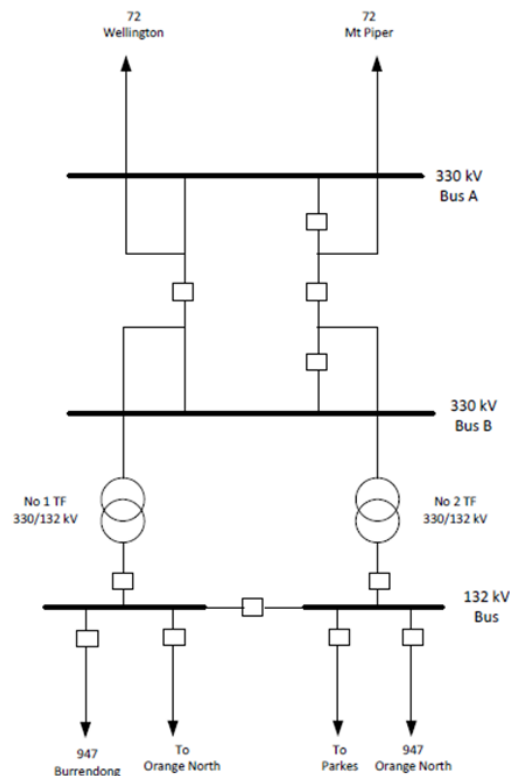 72
Wellington
72
Mt Piper
330 kV
Bus A
330 kV
Bus B
No 1 TF
330/132 kV
No 2 TF
330/132 kV
132 kV
Bus
947
Burrendong
To
Orange North
To
Parkes
947
Orange North